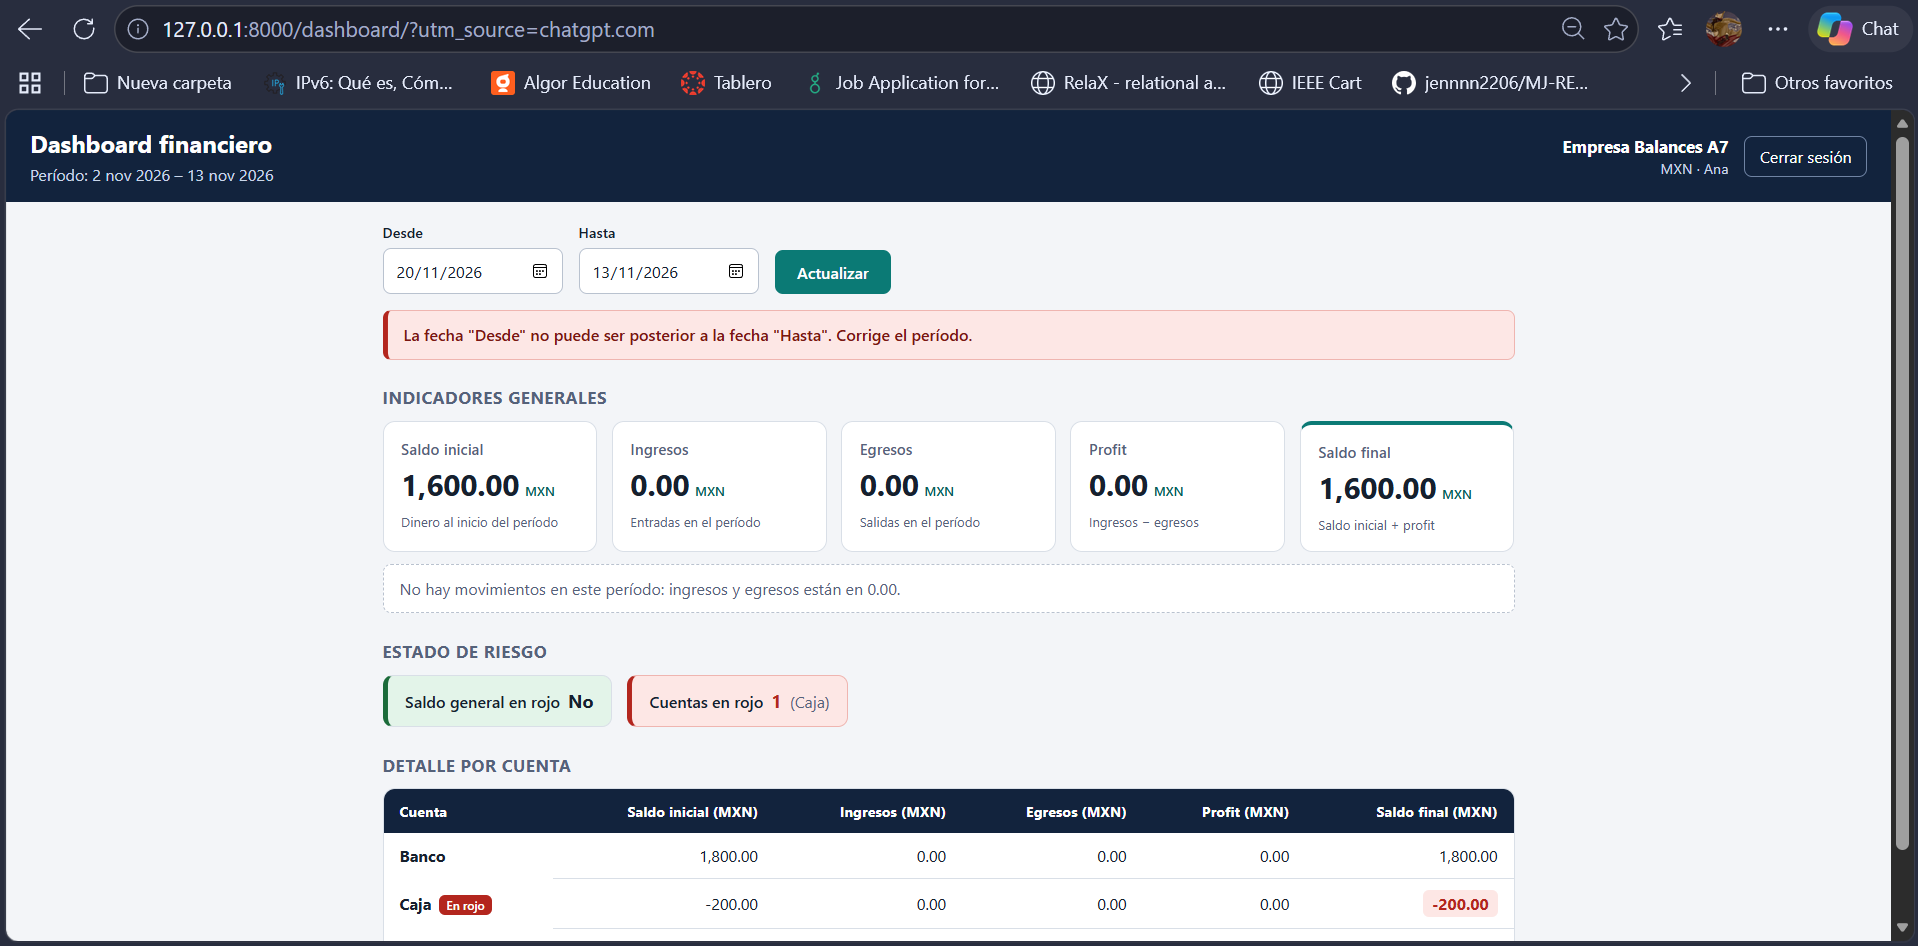 127.0.0.1:8000/dashboard/?utm_source=chatgpt.com
Chat
Nueva carpeta
IPv6: Qué es, Cóm...
Algor Education
Tablero
Job Application for...
RelaX - relational a...
IEEE Cart
jennnn2206/MJ-RE...
Otros favoritos
Dashboard financiero
Período: 2 nov 2026 – 13 nov 2026
Empresa Balances A7
MXN · Ana
Cerrar sesión
Desde
Hasta
20/11/2026
13/11/2026
Actualizar
La fecha "Desde" no puede ser posterior a la fecha "Hasta". Corrige el período.
INDICADORES GENERALES
Saldo inicial
1,600.00 MXN
Dinero al inicio del período
Ingresos
0.00 MXN
Entradas en el período
Egresos
0.00 MXN
Salidas en el período
Profit
0.00 MXN
Ingresos − egresos
Saldo final
1,600.00 MXN
Saldo inicial + profit
No hay movimientos en este período: ingresos y egresos están en 0.00.
ESTADO DE RIESGO
Saldo general en rojo No
Cuentas en rojo 1 (Caja)
DETALLE POR CUENTA
Cuenta Saldo inicial (MXN) Ingresos (MXN) Egresos (MXN) Profit (MXN) Saldo final (MXN)
Banco 1,800.00 0.00 0.00 0.00 1,800.00
Caja En rojo -200.00 0.00 0.00 0.00 -200.00